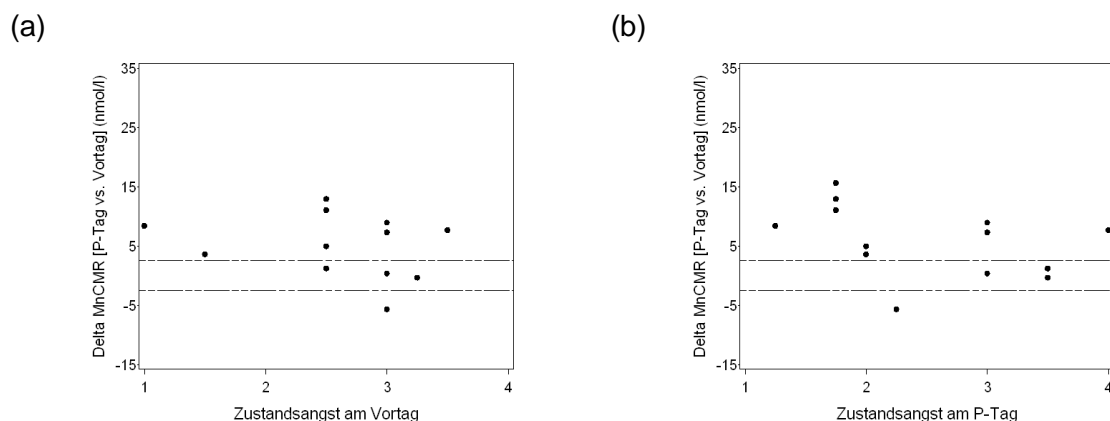 (a)
Delta MnCMR [P-Tag vs. Vortag] (nmol/l)
35
25
15
5
-5
-15
1 2 3 4
Zustandsangst am Vortag
(b)
Delta MnCMR [P-Tag vs. Vortag] (nmol/l)
35
25
15
5
-5
-15
1 2 3 4
Zustandsangst am P-Tag